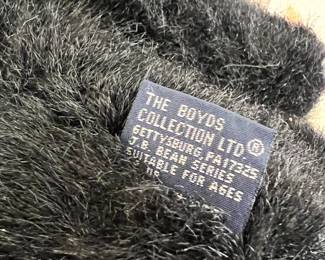 THE BOYDS
COLLECTION LTD.®
GETTYSBURG, PA17325
J.B. BEAN SERIES
SUITABLE FOR AGES